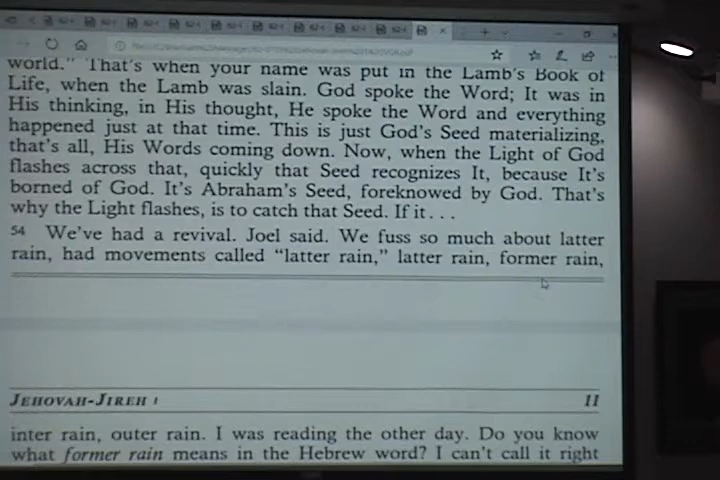 world." That's when your name was put in the Lamb's Book of
Life, when the Lamb was slain. God spoke the Word; It was in
His thinking, in His thought, He spoke the Word and everything
happened just at that time. This is just God's Seed materializing,
that's all, His Words coming down. Now, when the Light of God
flashes across that, quickly that Seed recognizes It, because It's
borned of God. It's Abraham's Seed, foreknowed by God. That's
why the Light flashes, is to catch that Seed. If it . . .
54 We've had a revival. Joel said. We fuss so much about latter
rain, had movements called "latter rain," latter rain, former rain,
JEHOVAH-JIREH 1 11
inter rain, outer rain. I was reading the other day. Do you know
what former rain means in the Hebrew word? I can't call it right